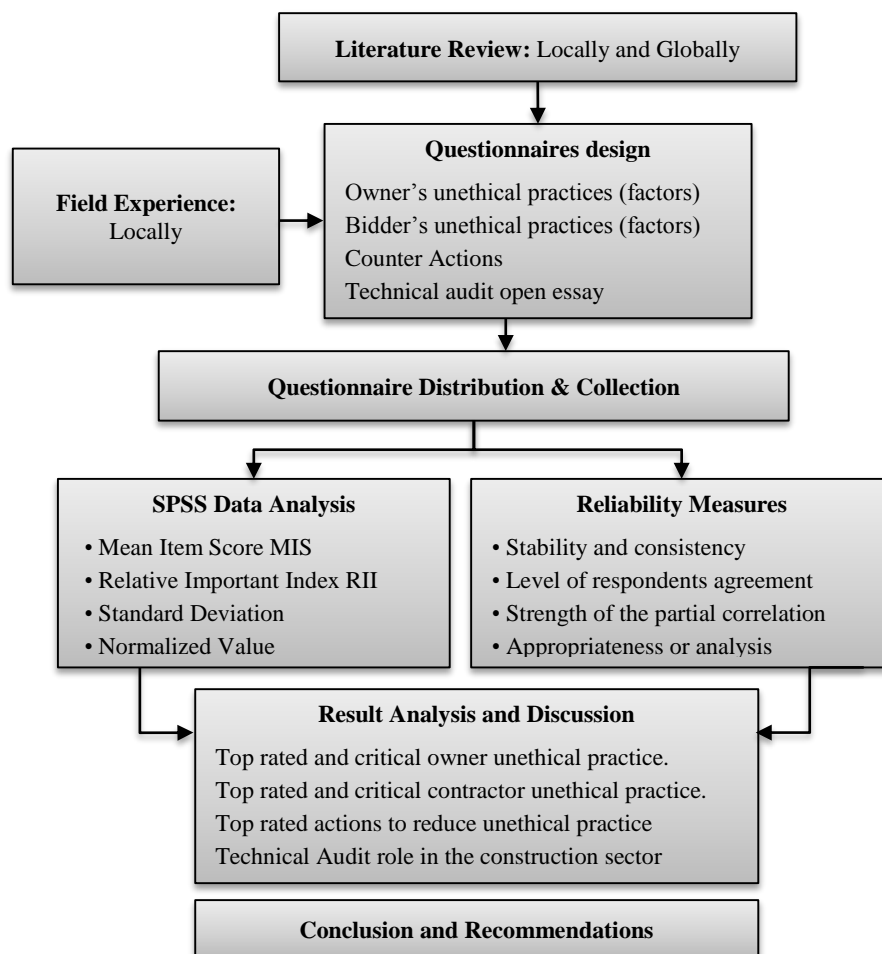 Literature Review: Locally and Globally
Questionnaires design
Owner’s unethical practices (factors)
Bidder’s unethical practices (factors)
Counter Actions
Technical audit open essay
Field Experience:
Locally
Questionnaire Distribution & Collection
SPSS Data Analysis
• Mean Item Score MIS
• Relative Important Index RII
• Standard Deviation
• Normalized Value
Reliability Measures
• Stability and consistency
• Level of respondents agreement
• Strength of the partial correlation
• Appropriateness or analysis
Result Analysis and Discussion
Top rated and critical owner unethical practice.
Top rated and critical contractor unethical practice.
Top rated actions to reduce unethical practice
Technical Audit role in the construction sector
Conclusion and Recommendations